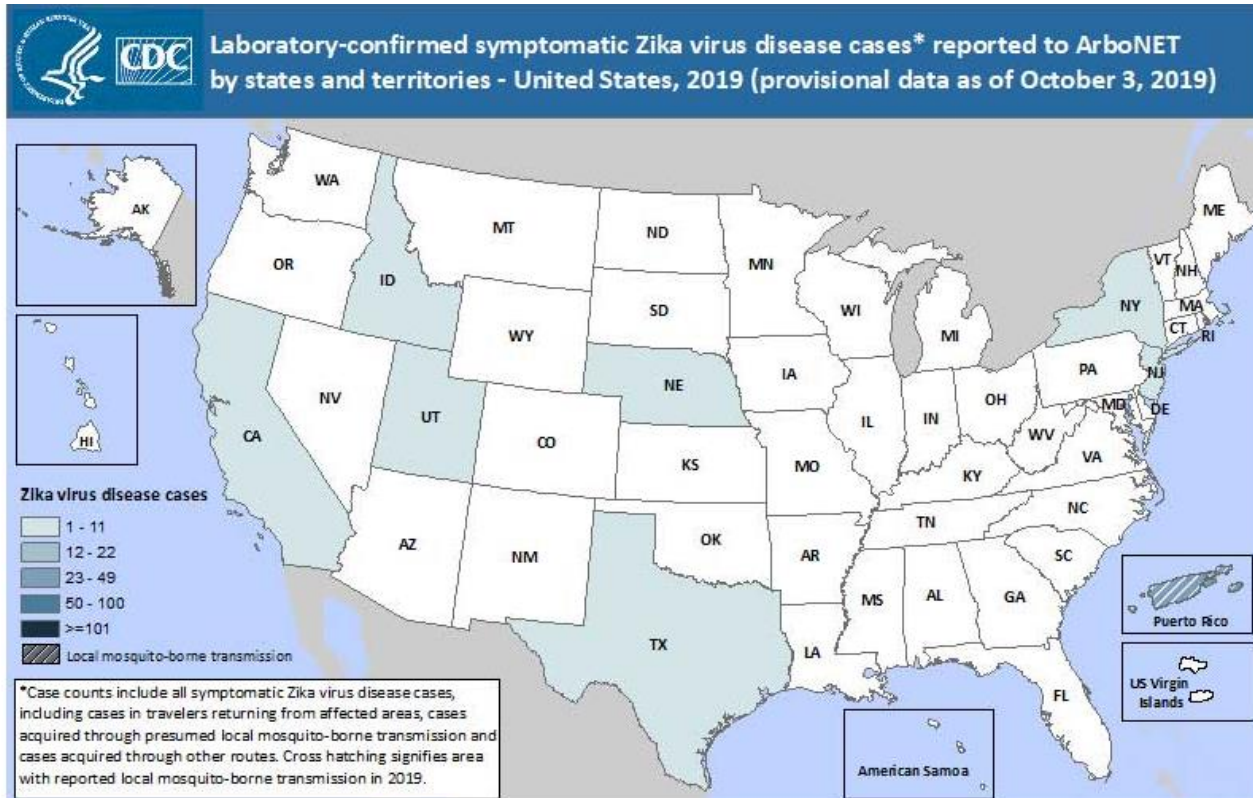 CDC
Laboratory-confirmed symptomatic Zika virus disease cases* reported to ArboNET
by states and territories - United States, 2019 (provisional data as of October 3, 2019)
AK
HI
WA
OR
ID
MT
ND
MN
SD
WY
WI
MI
NY
VT
NH
ME
MA
CT
RI
PA
NJ
NE
IA
NV
UT
CA
CO
KS
IL
IN
OH
MD
DE
WV
VA
MO
KY
NC
TN
AZ
NM
OK
AR
SC
MS
AL
GA
TX
LA
FL
Zika virus disease cases
1 - 11
12 - 22
23 - 49
50 - 100
>=101
Local mosquito-borne transmission
*Case counts include all symptomatic Zika virus disease cases,
including cases in travelers returning from affected areas, cases
acquired through presumed local mosquito-borne transmission and
cases acquired through other routes. Cross hatching signifies area
with reported local mosquito-borne transmission in 2019.
Puerto Rico
US Virgin
Islands
American Samoa